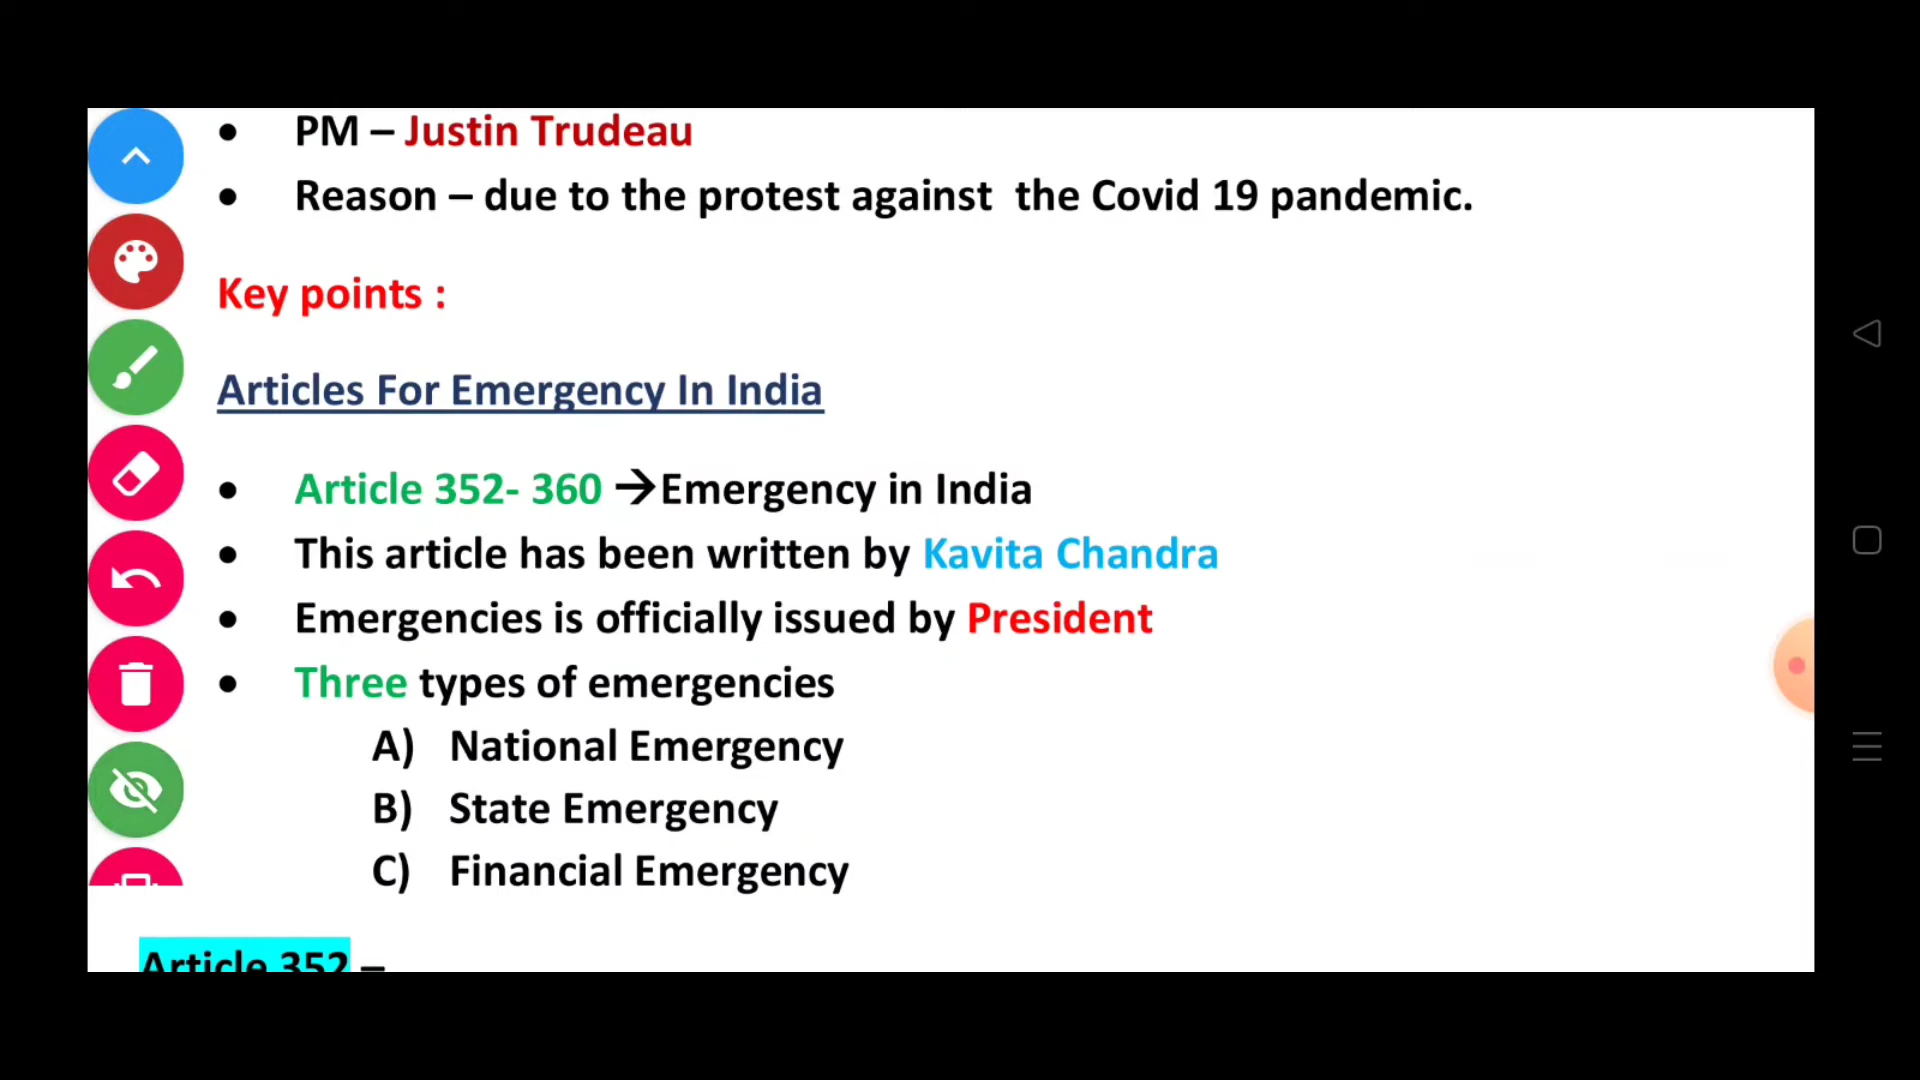 • PM – Justin Trudeau
• Reason – due to the protest against the Covid 19 pandemic.
Key points :
Articles For Emergency In India
• Article 352- 360 →Emergency in India
• This article has been written by Kavita Chandra
• Emergencies is officially issued by President
• Three types of emergencies
A) National Emergency
B) State Emergency
C) Financial Emergency
Article 352 –